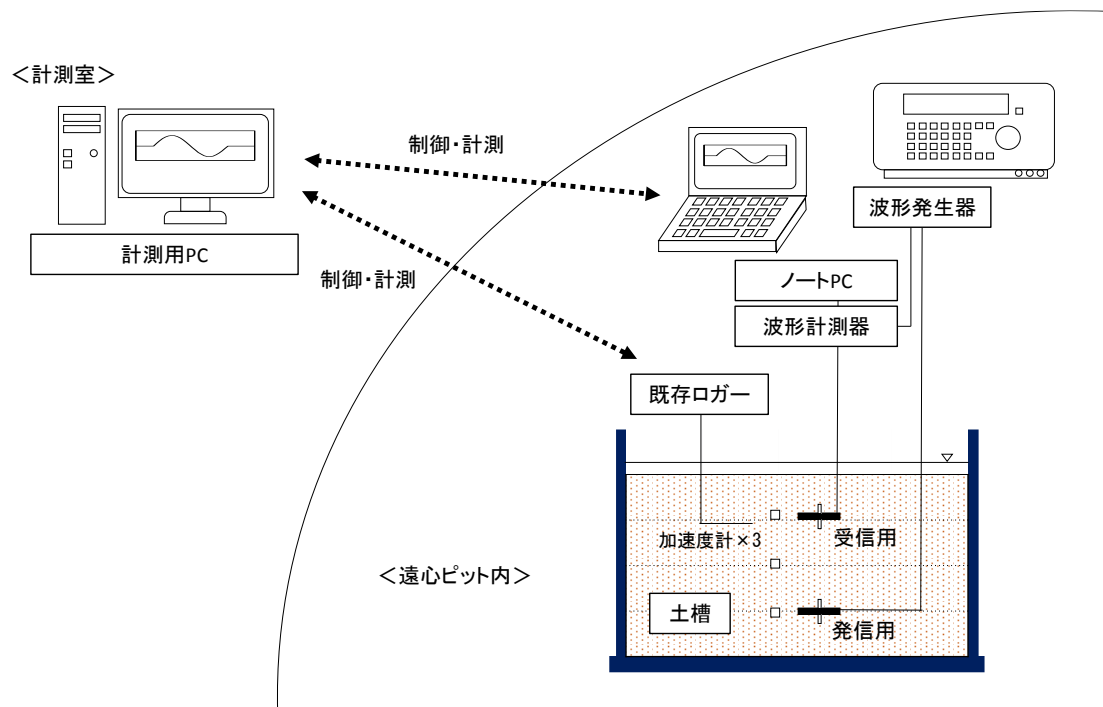 ＜計測室＞
計測用PC
制御・計測
制御・計測
波形発生器
ノートPC
波形計測器
既存ロガー
加速度計×3
受信用
＜遠心ピット内＞
土槽
発信用